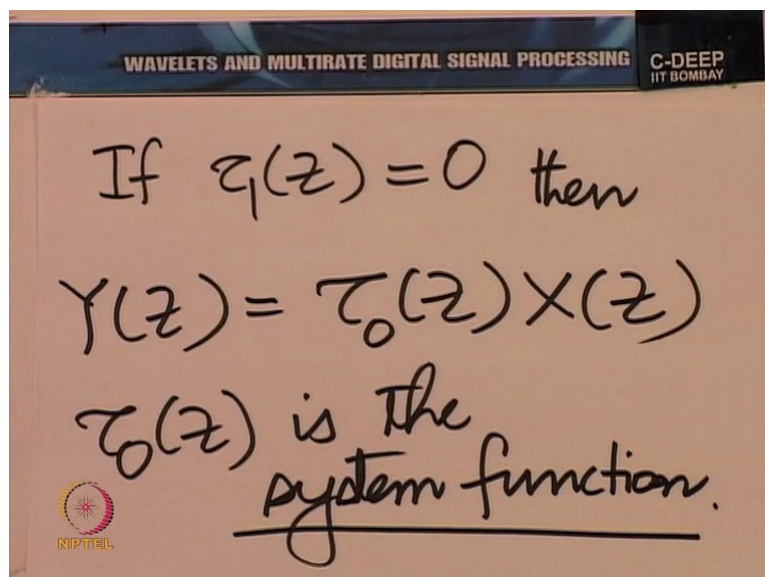 WAVELETS AND MULTIRATE DIGITAL SIGNAL PROCESSING
C-DEEP
IIT BOMBAY
If τ₁(Z) = 0 then
Y(Z) = τ₀(Z) X(Z)
τ₀(Z) is the
system function.
NPTEL